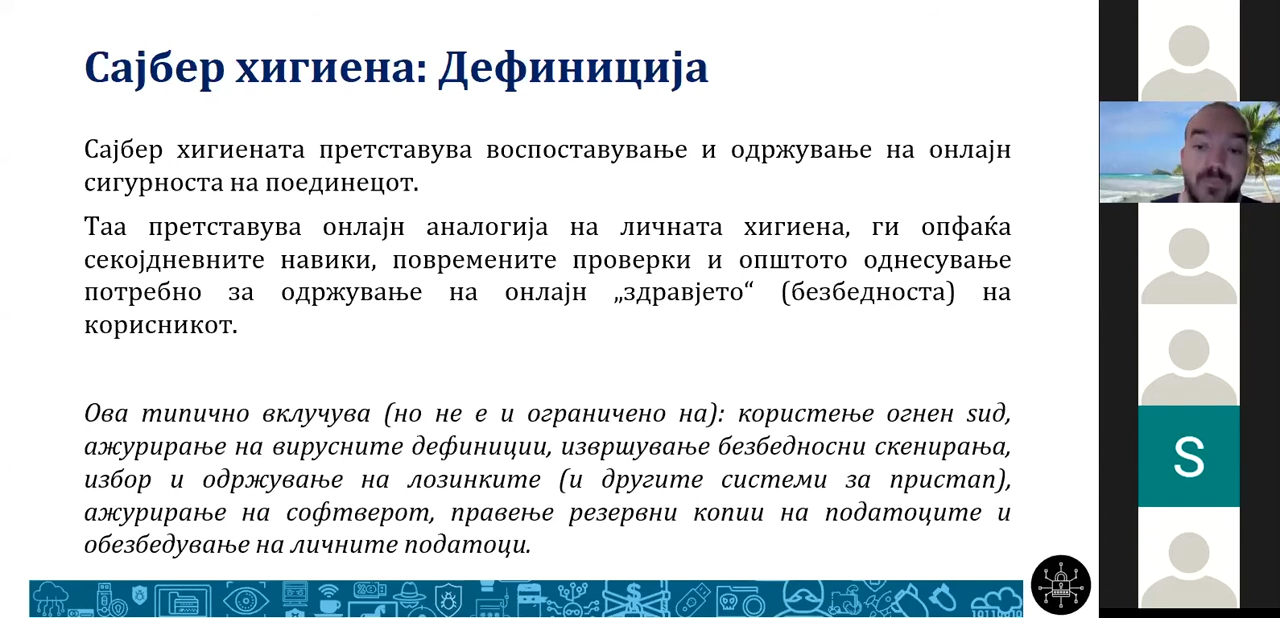 Сајбер хигиена: Дефиниција
Сајбер хигиената претставува воспоставување и одржување на онлајн
сигурноста на поединецот.
Таа претставува онлајн аналогија на личната хигиена, ги опфаќа
секојдневните навики, повремените проверки и општото однесување
потребно за одржување на онлајн „здравјето“ (безбедноста) на
корисникот.
Ова типично вклучува (но не е и ограничено на): користење огнен ѕид,
ажурирање на вирусните дефиниции, извршување безбедносни скенирања,
избор и одржување на лозинките (и другите системи за пристап),
ажурирање на софтверот, правење резервни копии на податоците и
обезбедување на личните податоци.
S